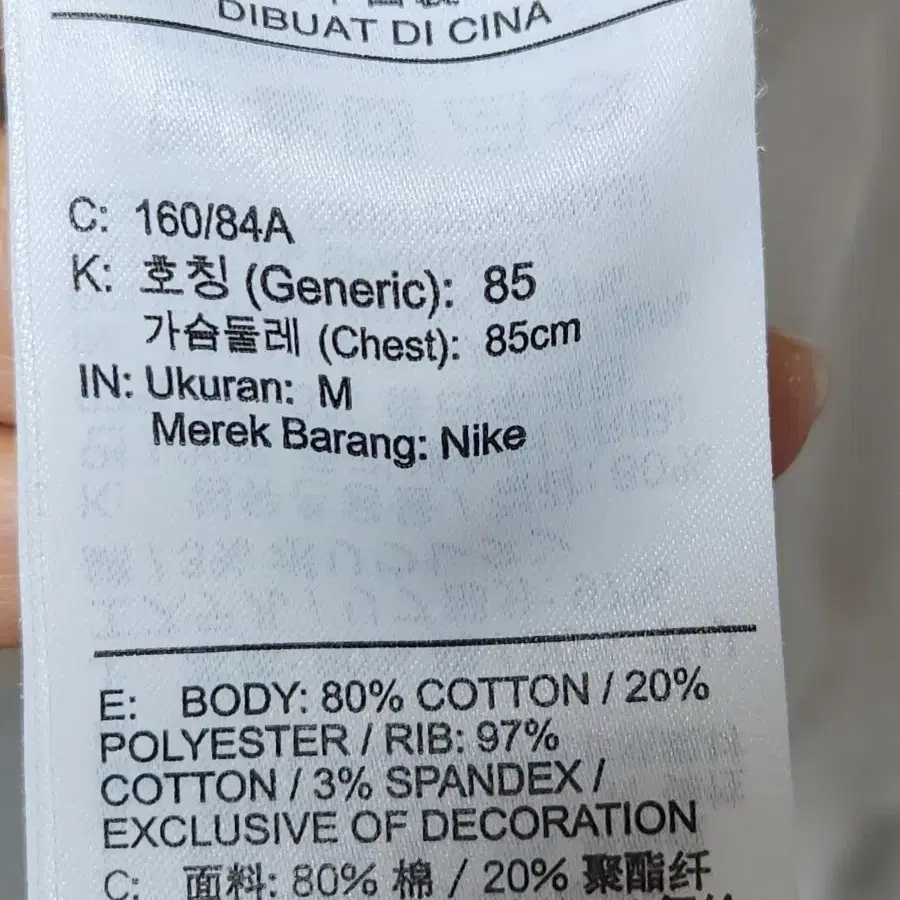 DIBUAT DI CINA
C: 160/84A
K: 호칭 (Generic): 85
가슴둘레 (Chest): 85cm
IN: Ukuran: M
Merek Barang: Nike
E: BODY: 80% COTTON / 20%
POLYESTER / RIB: 97%
COTTON / 3% SPANDEX /
EXCLUSIVE OF DECORATION
C: 面料: 80% 棉 / 20% 聚酯纤